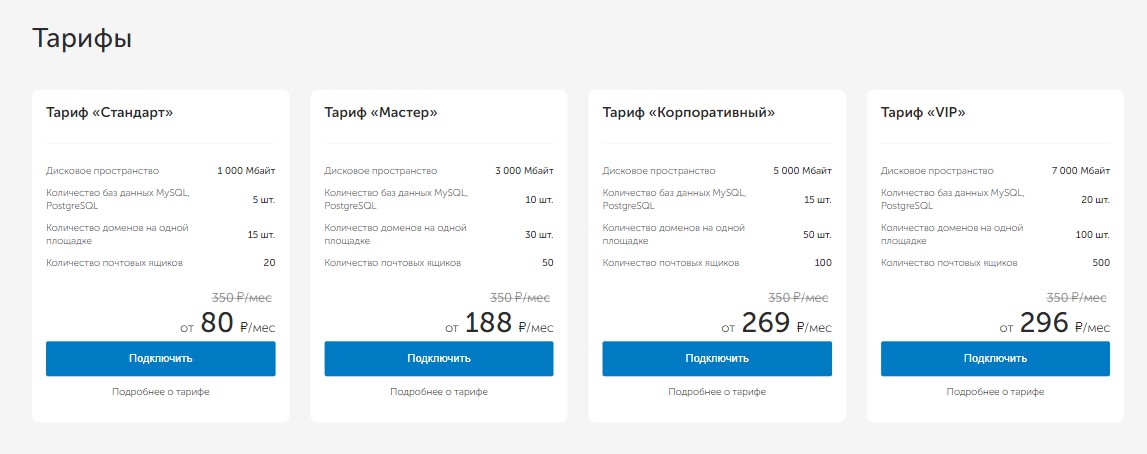 Тарифы
Тариф «Стандарт»
Дисковое пространство 1 000 Мбайт
Количество баз данных MySQL,
PostgreSQL 5 шт.
Количество доменов на одной
площадке 15 шт.
Количество почтовых ящиков 20
350 ₽/мес
от 80 ₽/мес
Подключить
Подробнее о тарифе
Тариф «Мастер»
Дисковое пространство 3 000 Мбайт
Количество баз данных MySQL,
PostgreSQL 10 шт.
Количество доменов на одной
площадке 30 шт.
Количество почтовых ящиков 50
350 ₽/мес
от 188 ₽/мес
Подключить
Подробнее о тарифе
Тариф «Корпоративный»
Дисковое пространство 5 000 Мбайт
Количество баз данных MySQL,
PostgreSQL 15 шт.
Количество доменов на одной
площадке 50 шт.
Количество почтовых ящиков 100
350 ₽/мес
от 269 ₽/мес
Подключить
Подробнее о тарифе
Тариф «VIP»
Дисковое пространство 7 000 Мбайт
Количество баз данных MySQL,
PostgreSQL 20 шт.
Количество доменов на одной
площадке 100 шт.
Количество почтовых ящиков 500
350 ₽/мес
от 296 ₽/мес
Подключить
Подробнее о тарифе